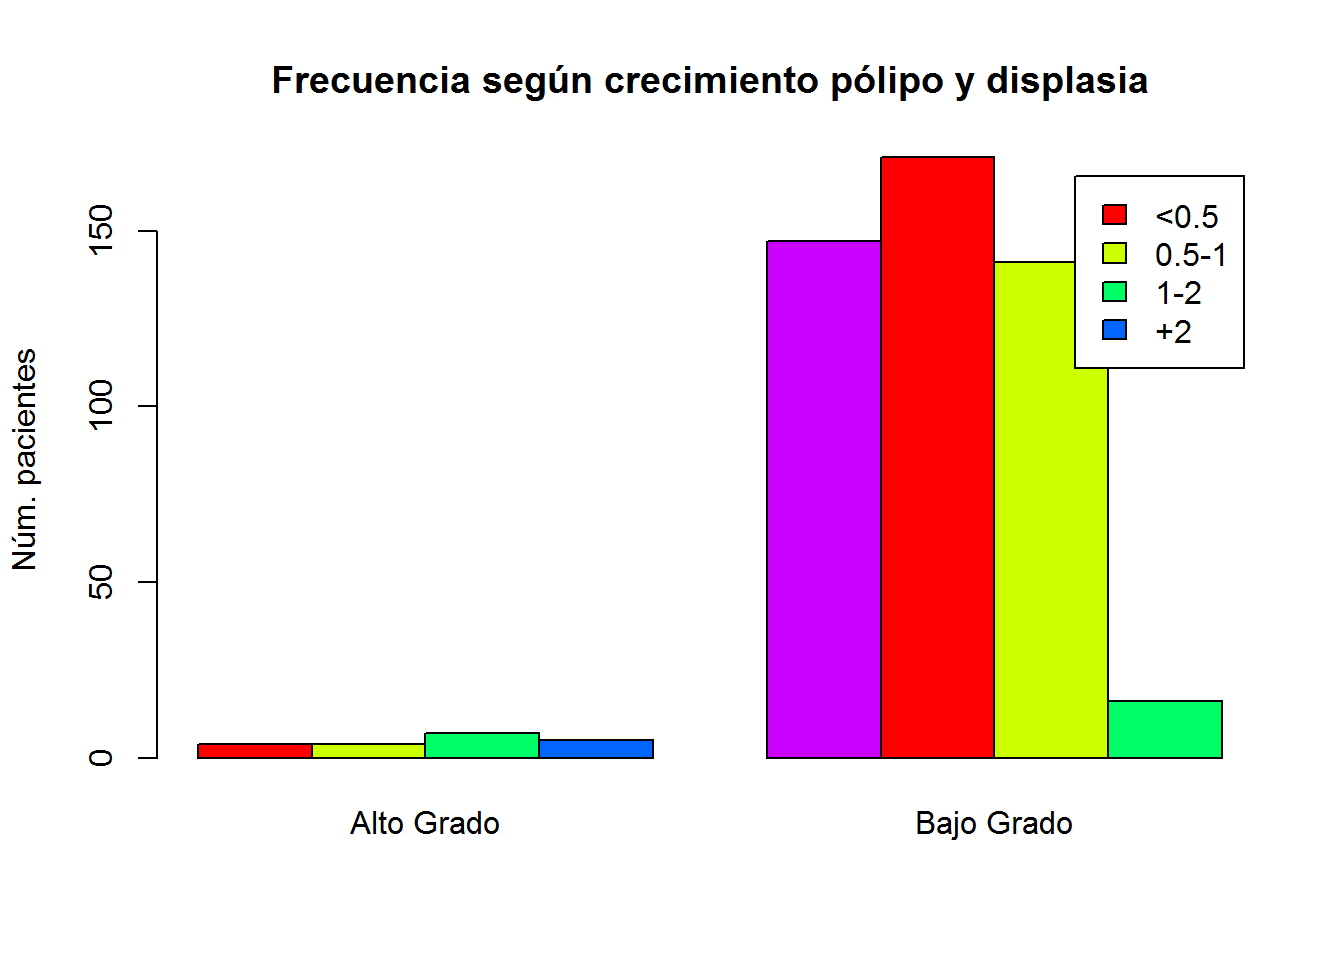 Frecuencia según crecimiento pólipo y displasia
Núm. pacientes
150
100
50
0
<0.5
0.5-1
1-2
+2
Alto Grado
Bajo Grado